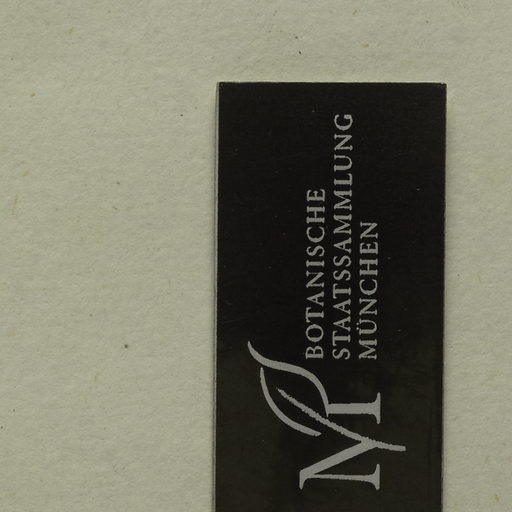 M
BOTANISCHE
STAATSSAMMLUNG
MÜNCHEN